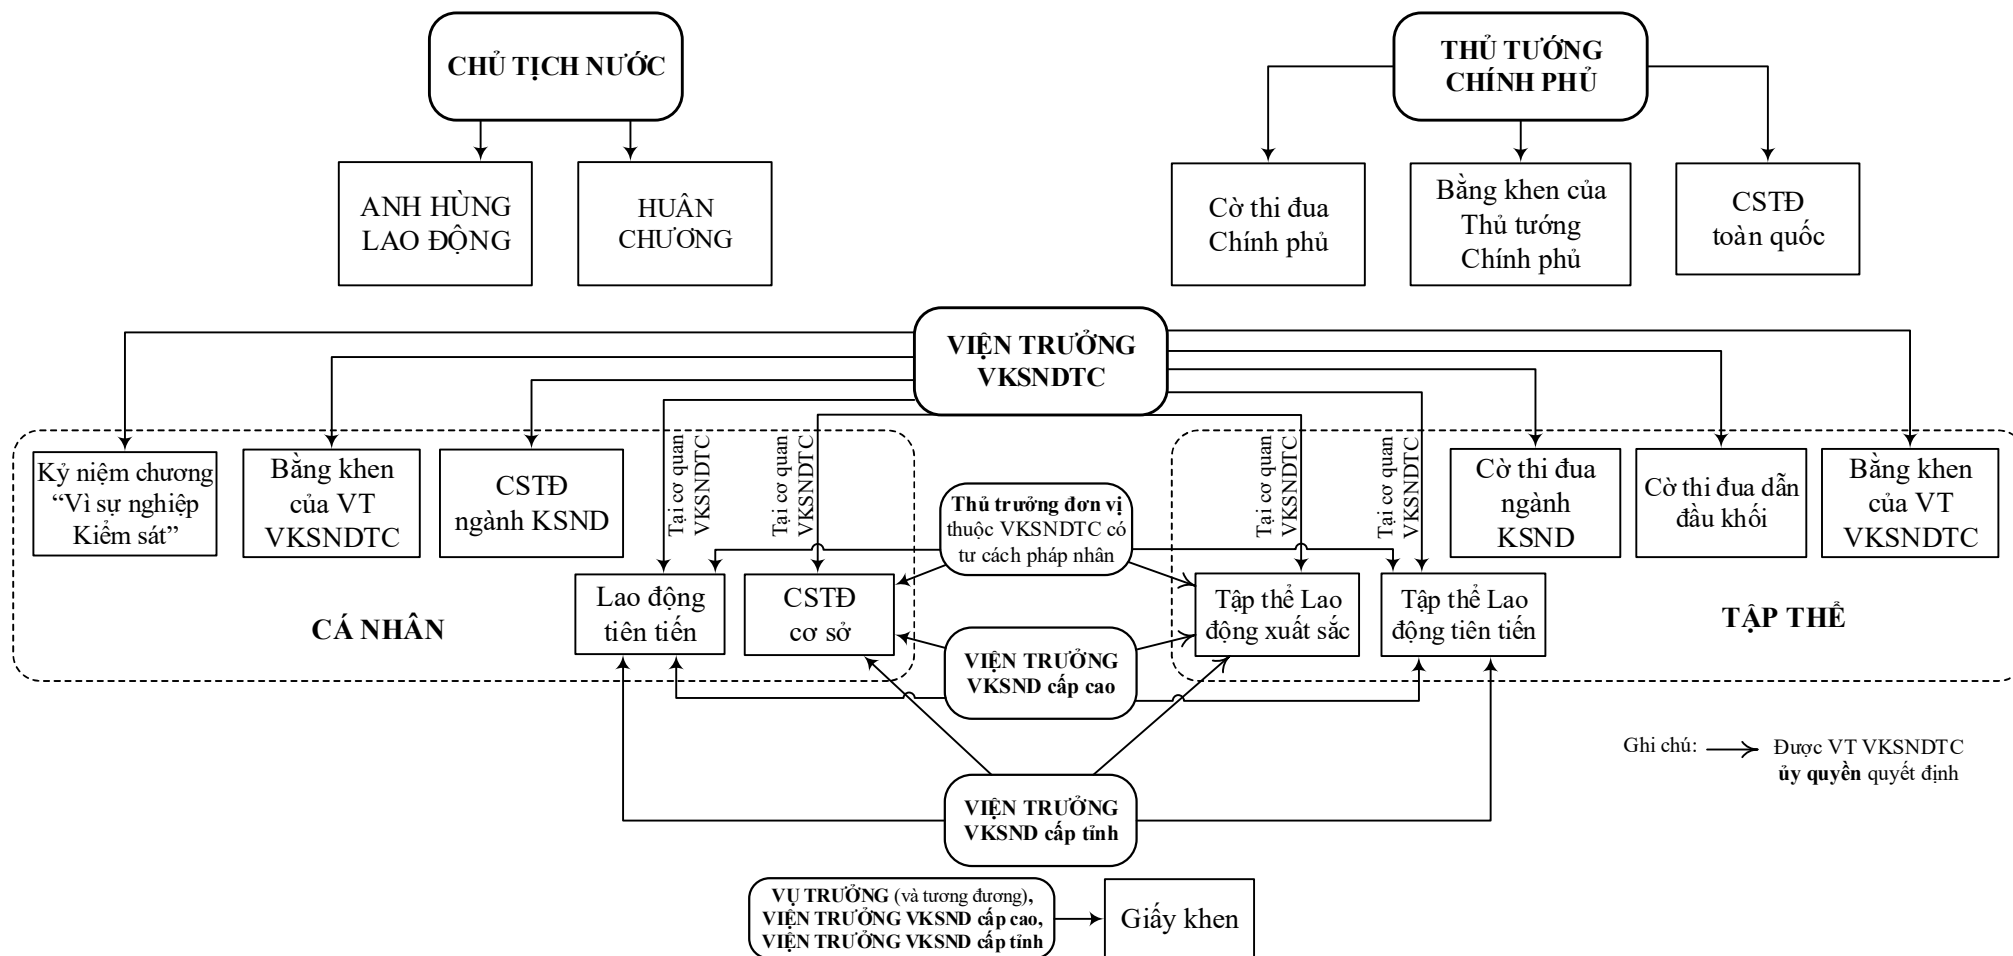 CHỦ TỊCH NƯỚC
THỦ TƯỚNG
CHÍNH PHỦ
ANH HÙNG
LAO ĐỘNG
HUÂN
CHƯƠNG
Cờ thi đua
Chính phủ
Bằng khen của
Thủ tướng
Chính phủ
CSTĐ
toàn quốc
VIỆN TRƯỞNG
VKSNDTC
Kỷ niệm chương
“Vì sự nghiệp
Kiểm sát”
Bằng khen
của VT
VKSNDTC
CSTĐ
ngành KSND
Tại cơ quan
VKSNDTC
Tại cơ quan
VKSNDTC
Thủ trưởng đơn vị
thuộc VKSNDTC có
tư cách pháp nhân
Tại cơ quan
VKSNDTC
Tại cơ quan
VKSNDTC
Cờ thi đua
ngành
KSND
Cờ thi đua dẫn
đầu khối
Bằng khen
của VT
VKSNDTC
CÁ NHÂN
Lao động
tiên tiến
CSTĐ
cơ sở
Tập thể Lao
động xuất sắc
Tập thể Lao
động tiên tiến
TẬP THỂ
VIỆN TRƯỞNG
VKSND cấp cao
Ghi chú:
Được VT VKSNDTC
ủy quyền quyết định
VIỆN TRƯỞNG
VKSND cấp tỉnh
VỤ TRƯỞNG (và tương đương),
VIỆN TRƯỞNG VKSND cấp cao,
VIỆN TRƯỞNG VKSND cấp tỉnh
Giấy khen